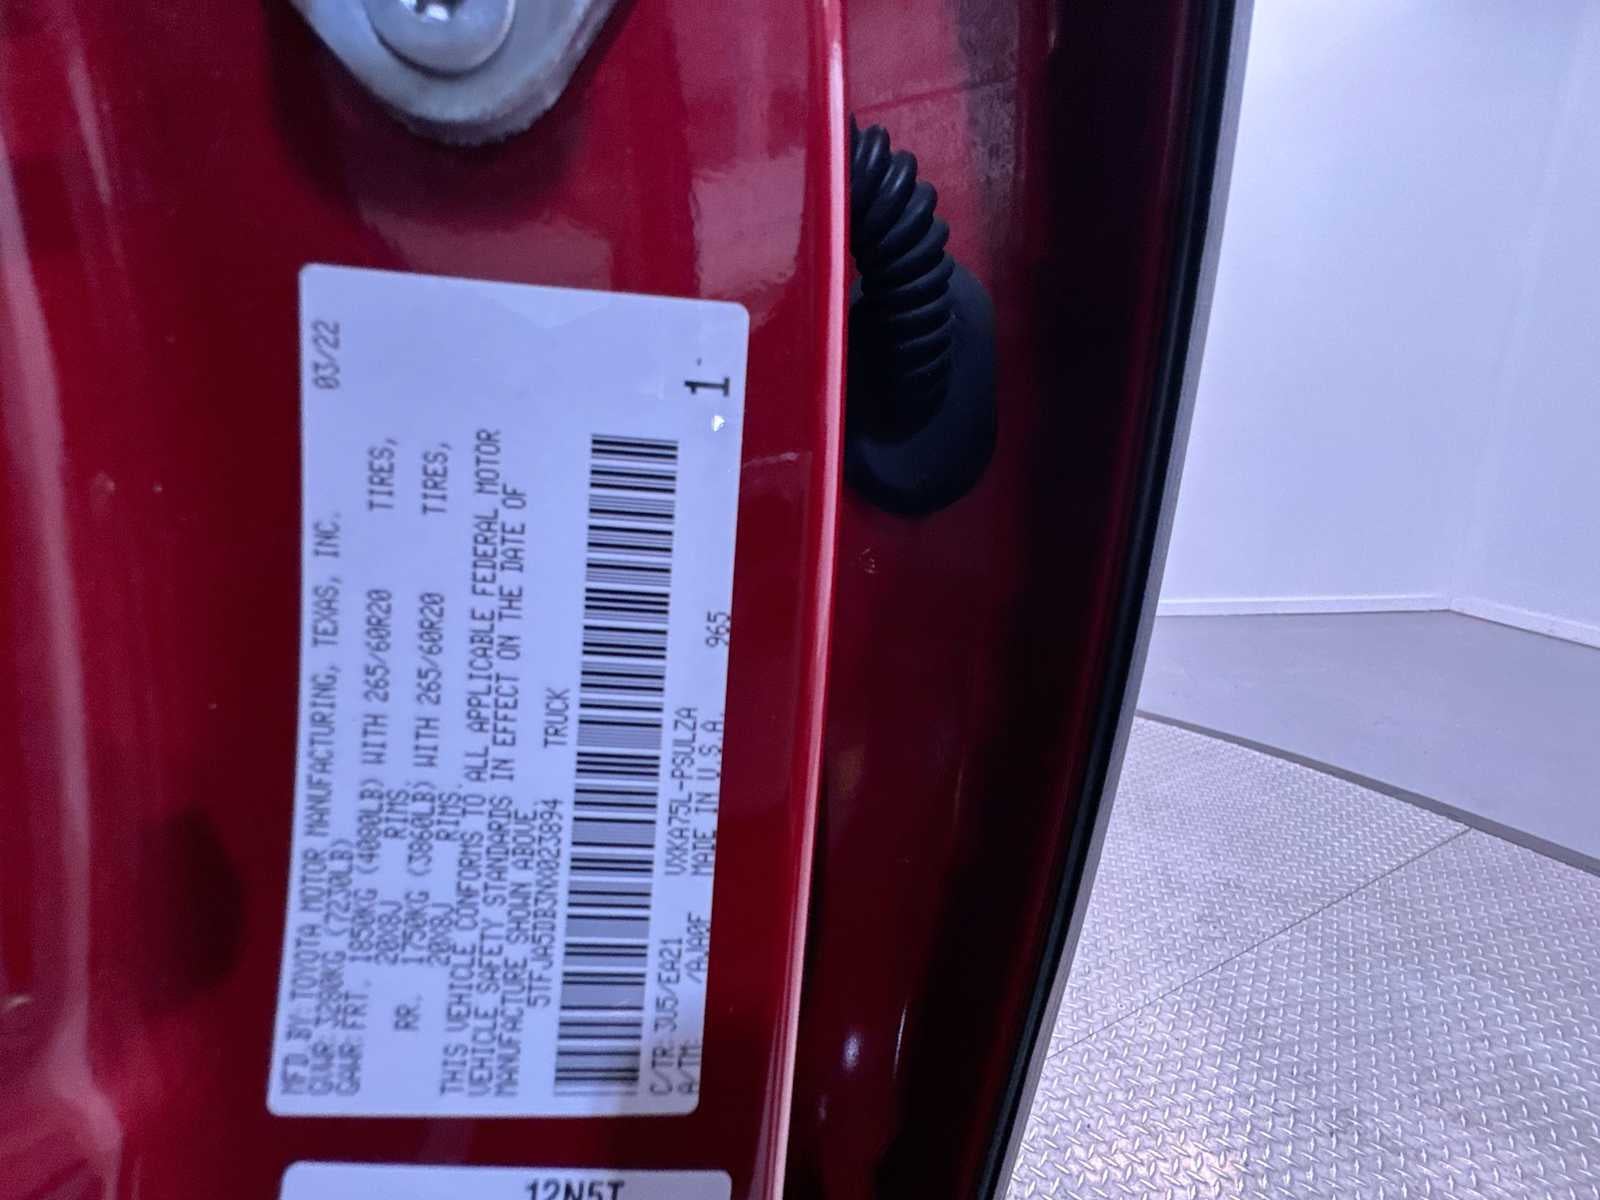 MFD BY: TOYOTA MOTOR MANUFACTURING, TEXAS, INC. 03/22
GVWR: 3280KG (7230LB)
GAWR: FRT. 1850KG (4080LB) WITH 265/60R20 TIRES,
20X8J RIMS.
RR. 1750KG (3860LB) WITH 265/60R20 TIRES,
20X8J RIMS.
THIS VEHICLE CONFORMS TO ALL APPLICABLE FEDERAL MOTOR
VEHICLE SAFETY STANDARDS IN EFFECT ON THE DATE OF
MANUFACTURE SHOWN ABOVE.
5TFJA5DB3NX023894 TRUCK
C/TR: 3U5/EA21 VXKA75L-PSULZA
A/TM: /AJA0F MADE IN U.S.A. 965 1
12N5T